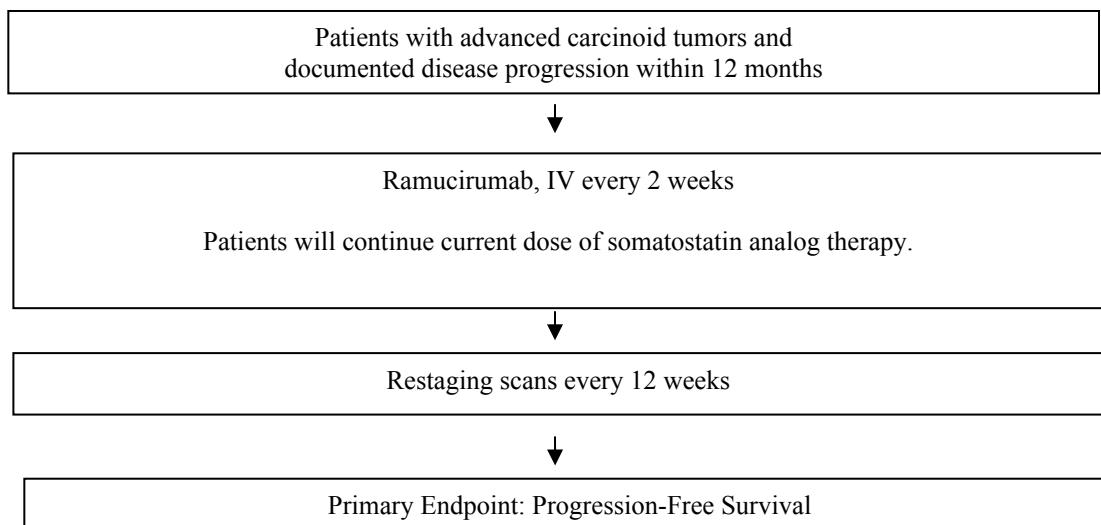 Patients with advanced carcinoid tumors and
documented disease progression within 12 months
Ramucirumab, IV every 2 weeks
Patients will continue current dose of somatostatin analog therapy.
Restaging scans every 12 weeks
Primary Endpoint: Progression-Free Survival